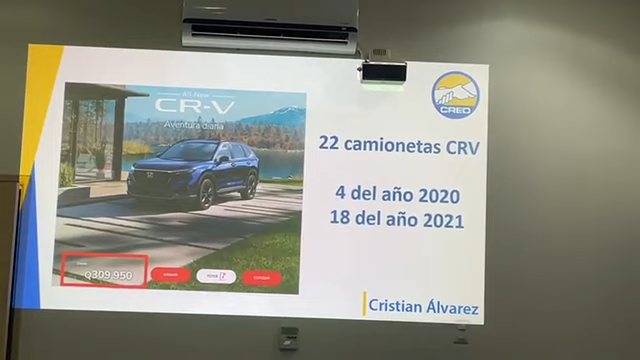 All-New
CR-V
Aventura diaria
Q309,950
CRED
22 camionetas CRV
4 del año 2020
18 del año 2021
Cristian Álvarez